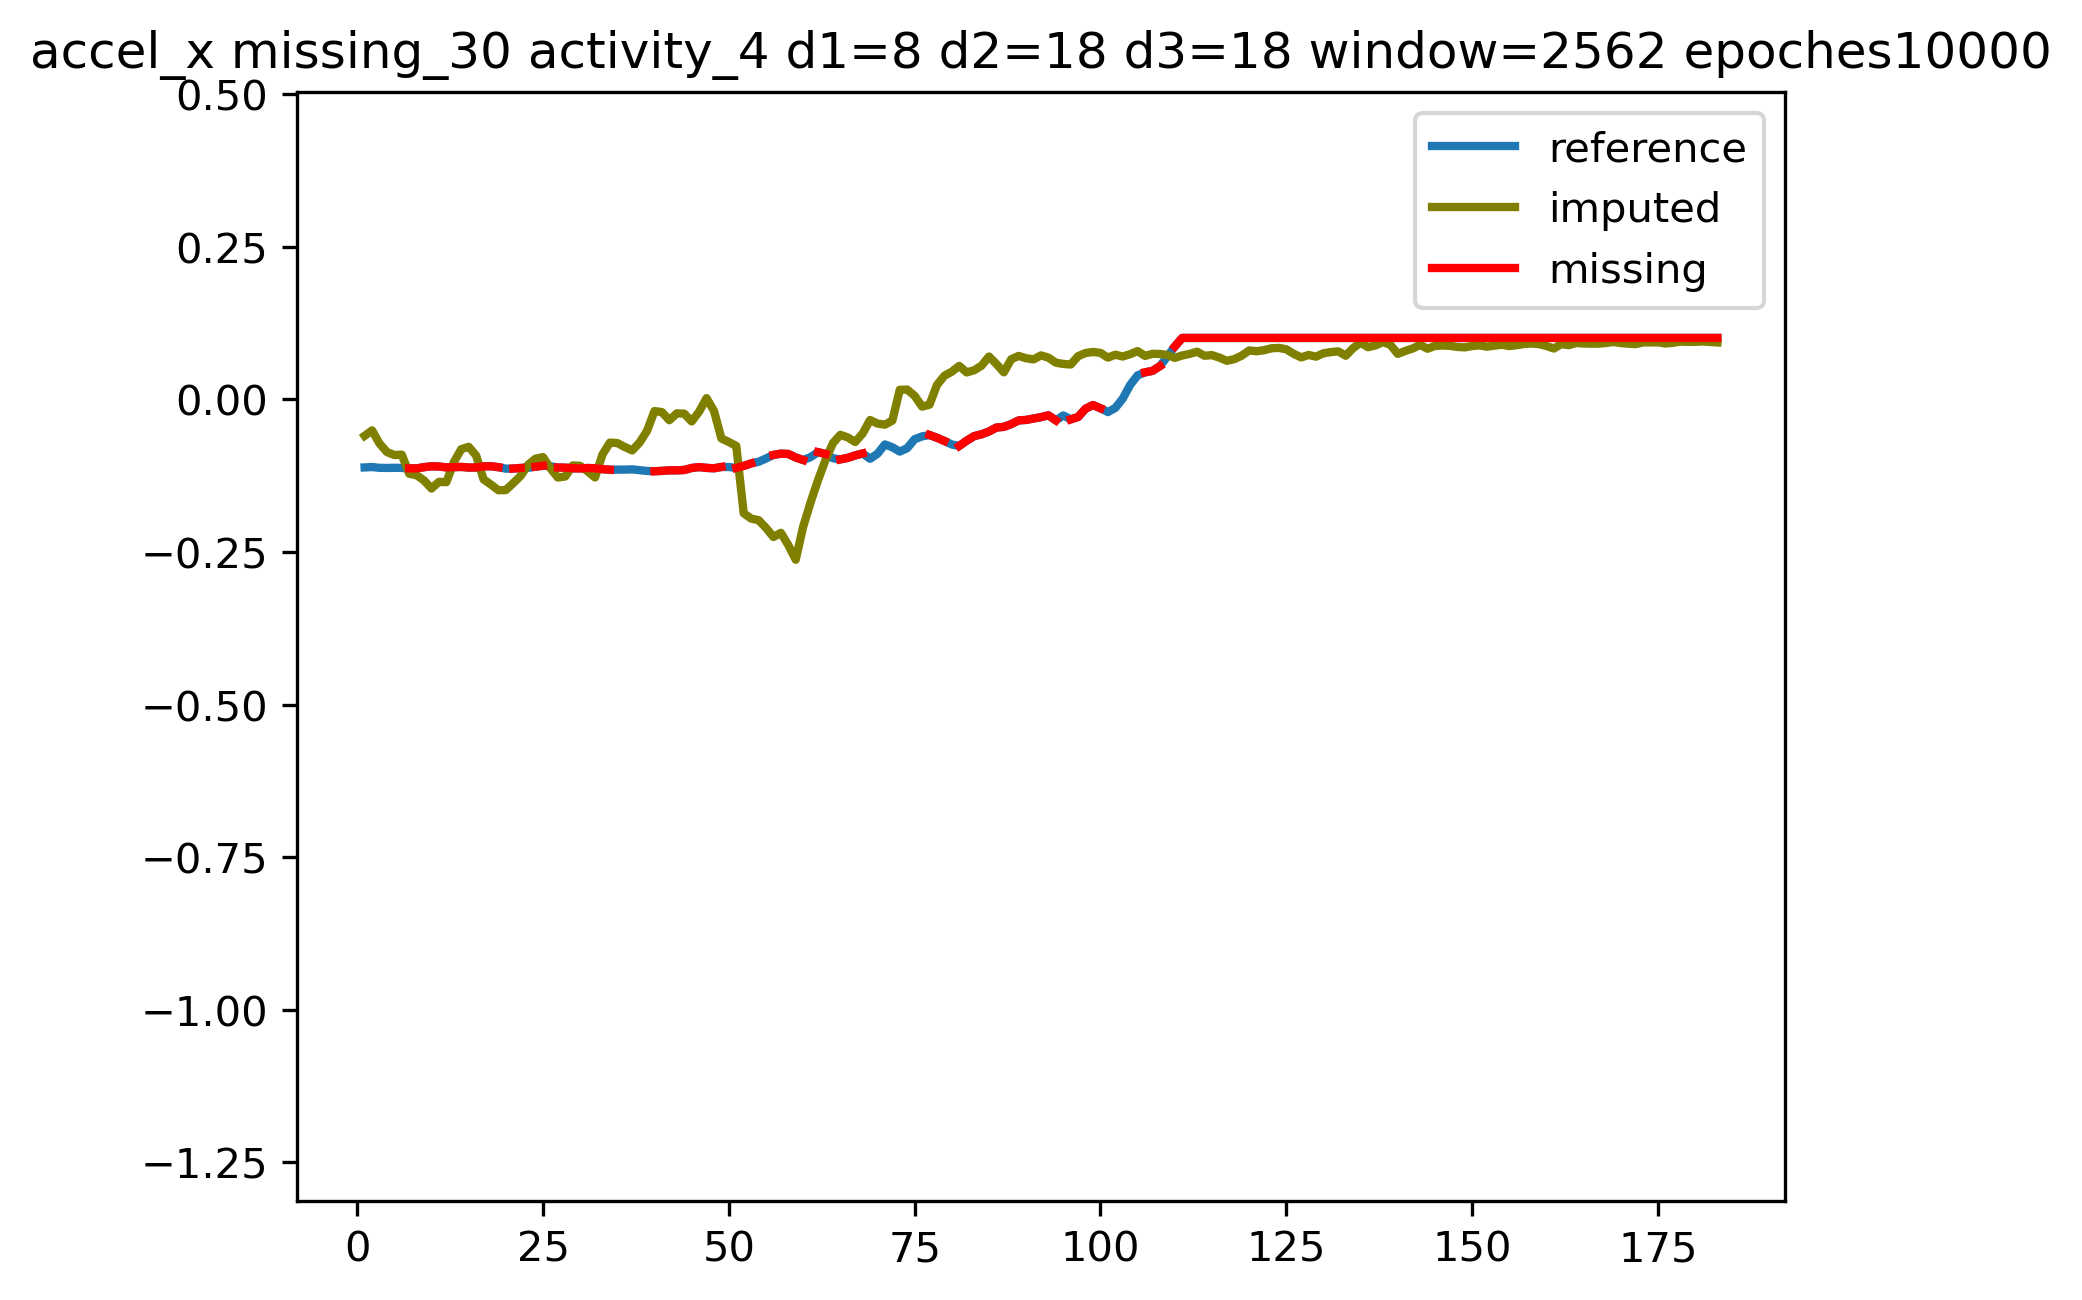 accel_x missing_30 activity_4 d1=8 d2=18 d3=18 window=2562 epoches10000
0.50
0.25
0.00
−0.25
−0.50
−0.75
−1.00
−1.25
reference
imputed
missing
0 25 50 75 100 125 150 175